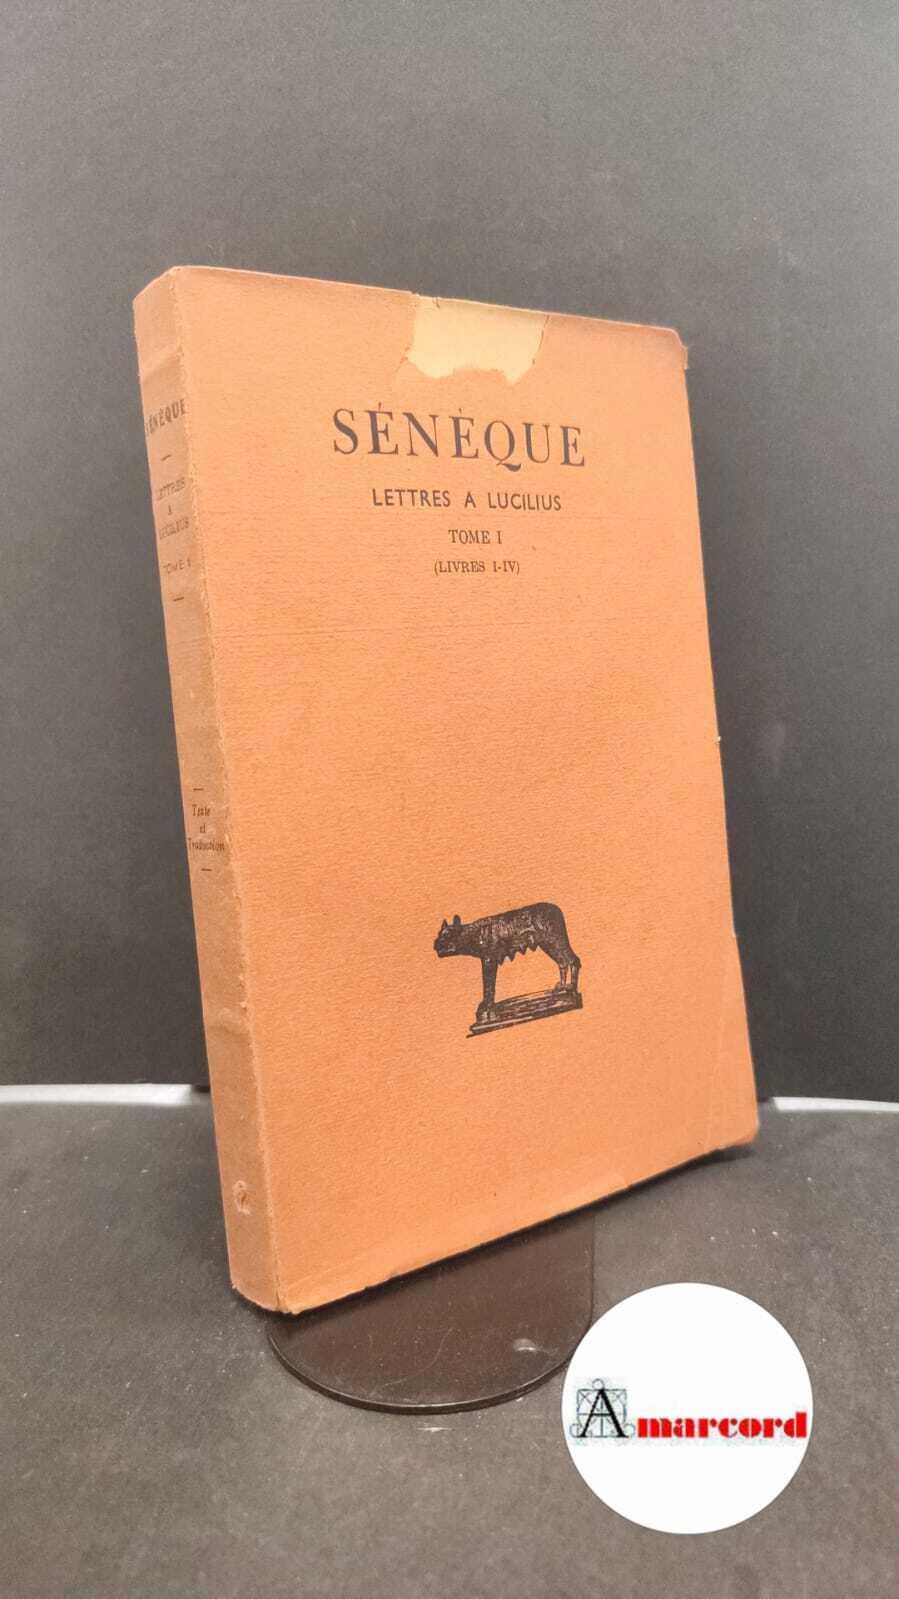 SÉNÈQUE
LETTRES A LUCILIUS
TOME I
(LIVRES I-IV)
SÉNÈQUE
LETTRES
A
LUCILIUS
TOME I
Texte
et
Traduction
Amarcord